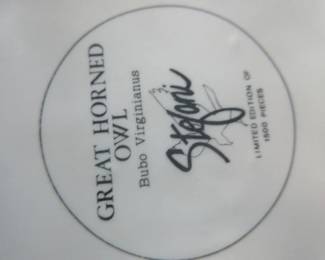 GREAT HORNED
OWL
Bubo Virginianus
Stefani
LIMITED EDITION OF
1500 PIECES